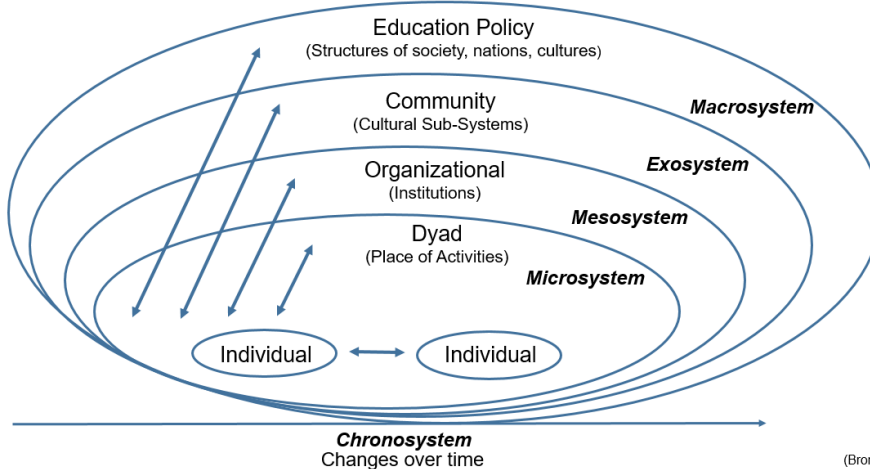 Education Policy
(Structures of society, nations, cultures)
Community
(Cultural Sub-Systems)
Macrosystem
Exosystem
Organizational
(Institutions)
Mesosystem
Dyad
(Place of Activities)
Microsystem
Individual
Individual
Chronosystem
Changes over time
(Bron